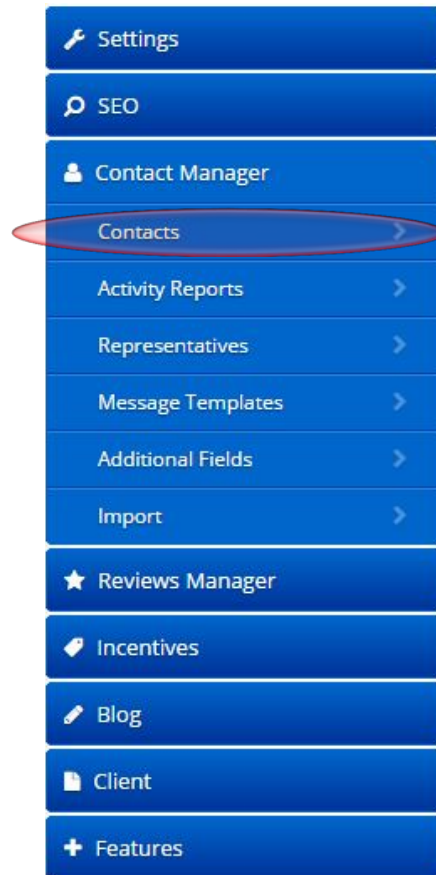 Settings
SEO
Contact Manager
Contacts
Activity Reports
Representatives
Message Templates
Additional Fields
Import
Reviews Manager
Incentives
Blog
Client
Features